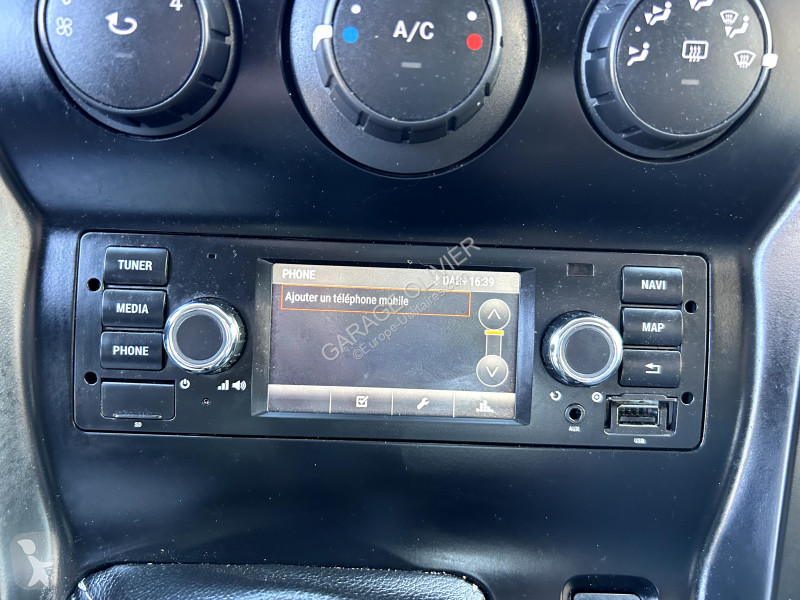 4
A/C
TUNER
MEDIA
PHONE
SD
PHONE
DAB+ 16:39
Ajouter un téléphone mobile
NAVI
MAP
AUX
USB
GARAGE OLIVIER